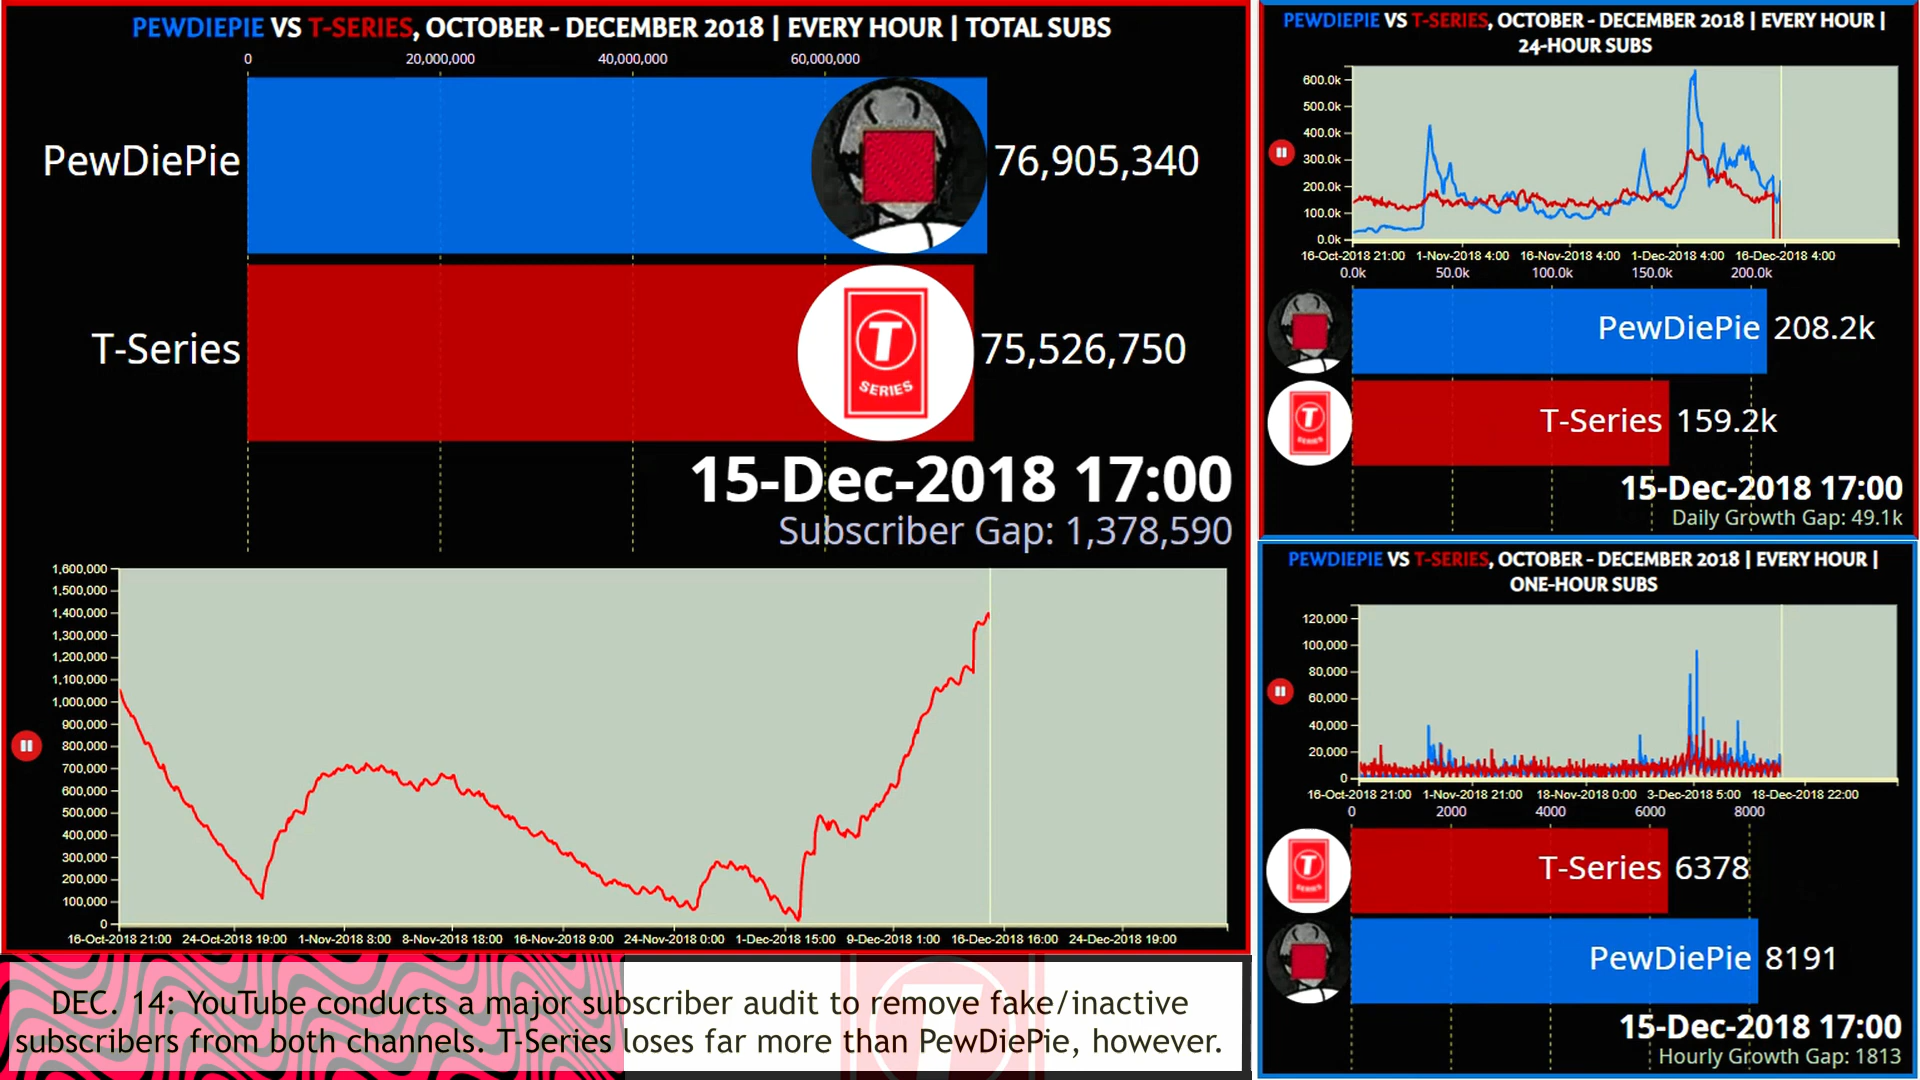 PEWDIEPIE VS T-SERIES, OCTOBER - DECEMBER 2018 | EVERY HOUR | TOTAL SUBS
0 20,000,000 40,000,000 60,000,000
PewDiePie 76,905,340
T-Series T SERIES 75,526,750
15-Dec-2018 17:00
Subscriber Gap: 1,378,590
1,600,000
1,500,000
1,400,000
1,300,000
1,200,000
1,100,000
1,000,000
900,000
800,000
700,000
600,000
500,000
400,000
300,000
200,000
100,000
0
16-Oct-2018 21:00 24-Oct-2018 19:00 1-Nov-2018 8:00 8-Nov-2018 18:00 16-Nov-2018 9:00 24-Nov-2018 0:00 1-Dec-2018 15:00 9-Dec-2018 1:00 16-Dec-2018 16:00 24-Dec-2018 19:00
DEC. 14: YouTube conducts a major subscriber audit to remove fake/inactive
subscribers from both channels. T-Series loses far more than PewDiePie, however.
PEWDIEPIE VS T-SERIES, OCTOBER - DECEMBER 2018 | EVERY HOUR |
24-HOUR SUBS
600.0k
500.0k
400.0k
300.0k
200.0k
100.0k
0.0k
16-Oct-2018 21:00 1-Nov-2018 4:00 16-Nov-2018 4:00 1-Dec-2018 4:00 16-Dec-2018 4:00
0.0k 50.0k 100.0k 150.0k 200.0k
PewDiePie 208.2k
T SERIES T-Series 159.2k
15-Dec-2018 17:00
Daily Growth Gap: 49.1k
PEWDIEPIE VS T-SERIES, OCTOBER - DECEMBER 2018 | EVERY HOUR |
ONE-HOUR SUBS
120,000
100,000
80,000
60,000
40,000
20,000
0
16-Oct-2018 21:00 1-Nov-2018 21:00 18-Nov-2018 0:00 3-Dec-2018 5:00 18-Dec-2018 22:00
0 2000 4000 6000 8000
T SERIES T-Series 6378
PewDiePie 8191
15-Dec-2018 17:00
Hourly Growth Gap: 1813